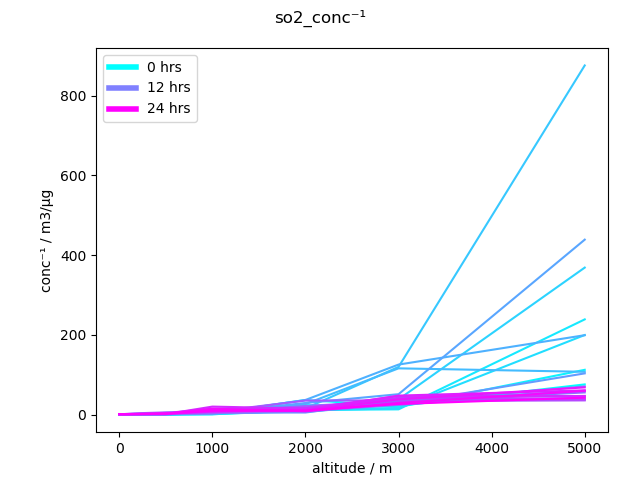 so2_conc⁻¹
0 hrs
12 hrs
24 hrs
800
600
400
200
0
conc⁻¹ / m3/μg
0 1000 2000 3000 4000 5000
altitude / m